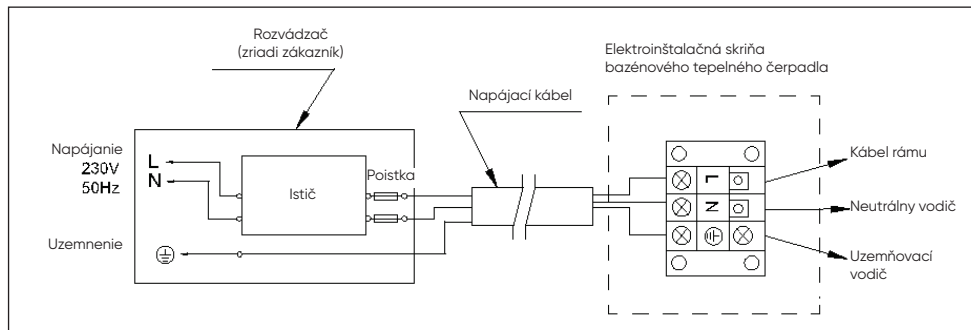 Rozvádzač
(zriadi zákazník)
Elektroinštalačná skriňa
bazénového tepelného čerpadla
Napájací kábel
Napájanie
230V
50Hz
L
N
Istič
Poistka
Uzemnenie
L
N
Kábel rámu
Neutrálny vodič
Uzemňovací
vodič